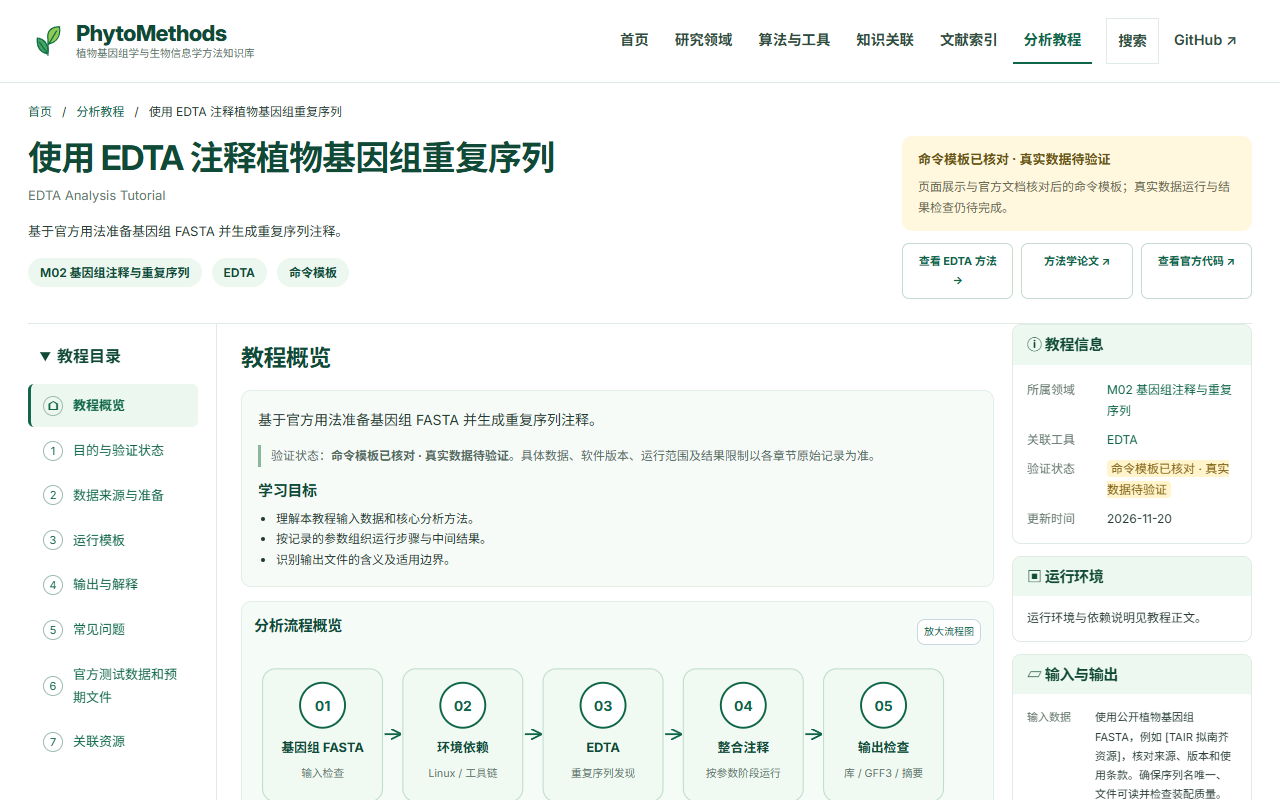 PhytoMethods
植物基因组学与生物信息学方法知识库
首页 研究领域 算法与工具 知识关联 文献索引 分析教程 搜索 GitHub ↗
首页 / 分析教程 / 使用 EDTA 注释植物基因组重复序列
使用 EDTA 注释植物基因组重复序列
EDTA Analysis Tutorial
基于官方用法准备基因组 FASTA 并生成重复序列注释。
M02 基因组注释与重复序列 EDTA 命令模板
命令模板已核对 · 真实数据待验证
页面展示与官方文档核对后的命令模板；真实数据运行与结
果检查仍待完成。
查看 EDTA 方法
→
方法学论文 ↗
查看官方代码 ↗
▼ 教程目录
教程概览
1 目的与验证状态
2 数据来源与准备
3 运行模板
4 输出与解释
5 常见问题
6 官方测试数据和预
期文件
7 关联资源
教程概览
基于官方用法准备基因组 FASTA 并生成重复序列注释。
验证状态：命令模板已核对 · 真实数据待验证。具体数据、软件版本、运行范围及结果限制以各章节原始记录为准。
学习目标
• 理解本教程输入数据和核心分析方法。
• 按记录的参数组织运行步骤与中间结果。
• 识别输出文件的含义及适用边界。
分析流程概览
放大流程图
01 → 02 → 03 → 04 → 05
基因组 FASTA 环境依赖 EDTA 整合注释 输出检查
输入检查 Linux / 工具链 重复序列发现 按参数阶段运行 库 / GFF3 / 摘要
ⓘ 教程信息
所属领域 M02 基因组注释与重复
序列
关联工具 EDTA
验证状态 命令模板已核对 · 真实
数据待验证
更新时间 2026-11-20
▣ 运行环境
运行环境与依赖说明见教程正文。
▱ 输入与输出
输入数据 使用公开植物基因组
FASTA，例如 [TAIR 拟南芥
资源]，核对来源、版本和使
用条款。确保序列名唯一、
文件可读并检查装配质量。